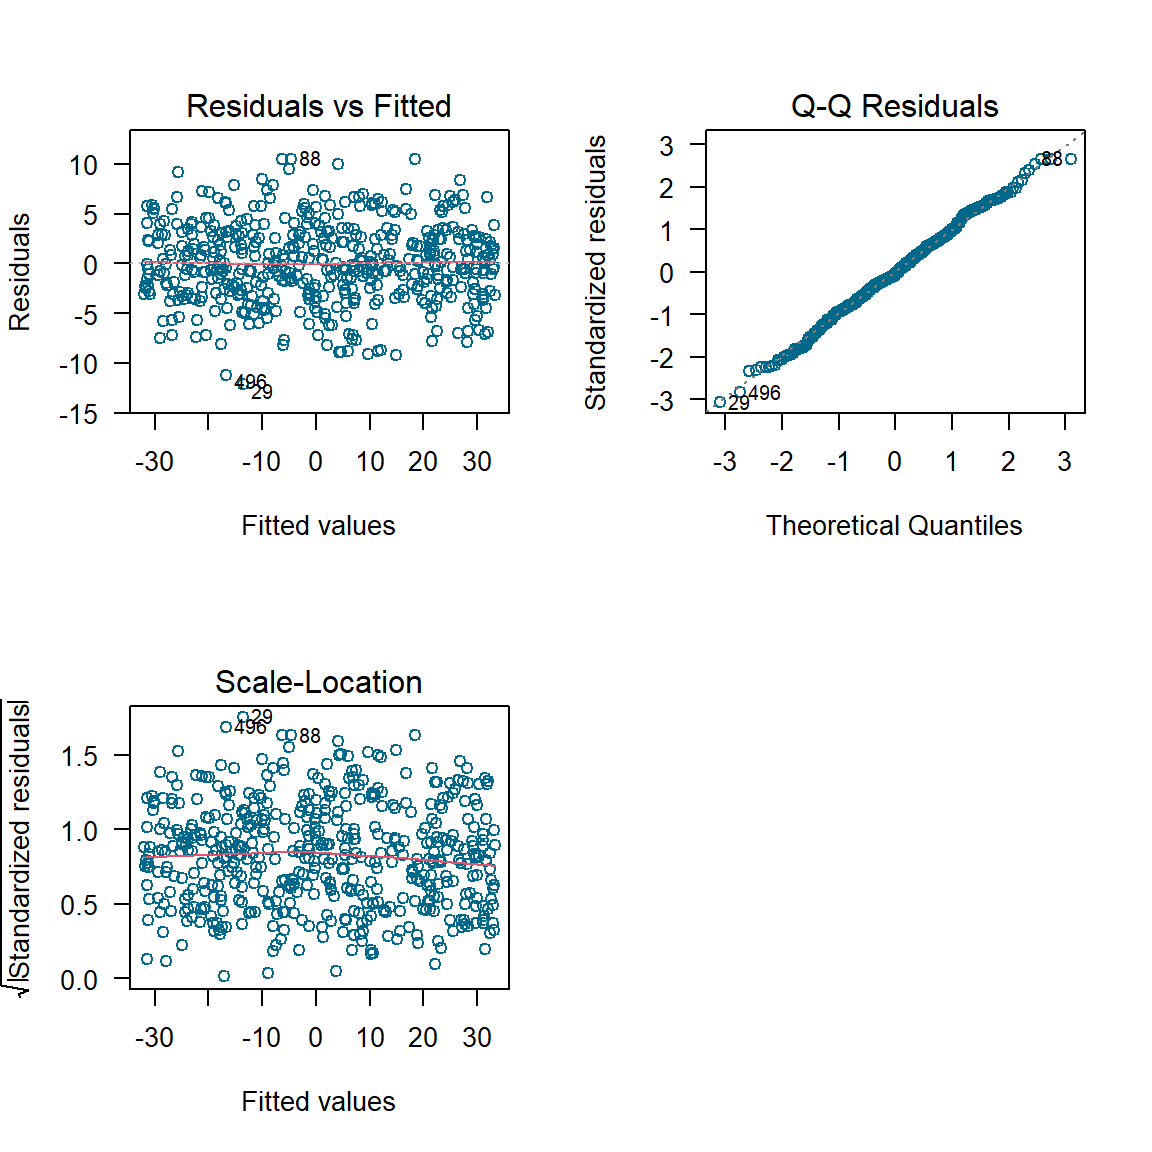 Residuals vs Fitted
Residuals
10
5
0
-5
-10
-15
88
496
29
-30 -10 0 10 20 30
Fitted values
Q-Q Residuals
Standardized residuals
3
2
1
0
-1
-2
-3
88
496
29
-3 -2 -1 0 1 2 3
Theoretical Quantiles
Scale-Location
√|Standardized residuals|
1.5
1.0
0.5
0.0
29
496
88
-30 -10 0 10 20 30
Fitted values